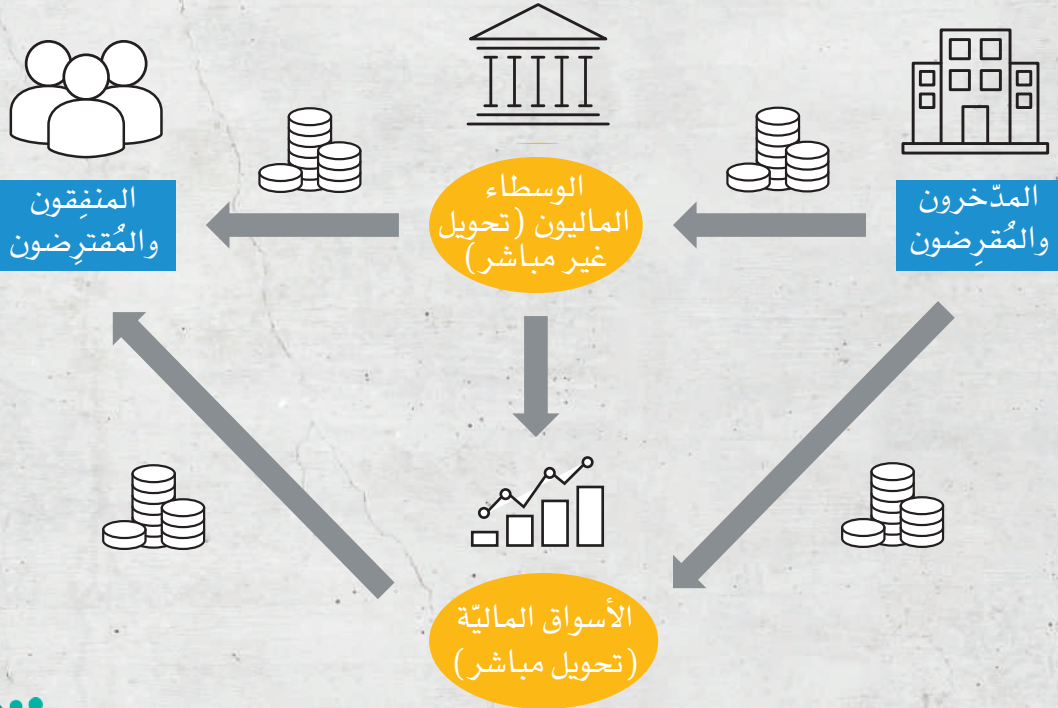 المدّخرون
والمُقرِضون
الوسطاء
الماليون (تحويل
غير مباشر)
المنفِقون
والمُقترِضون
الأسواق الماليّة
(تحويل مباشر)